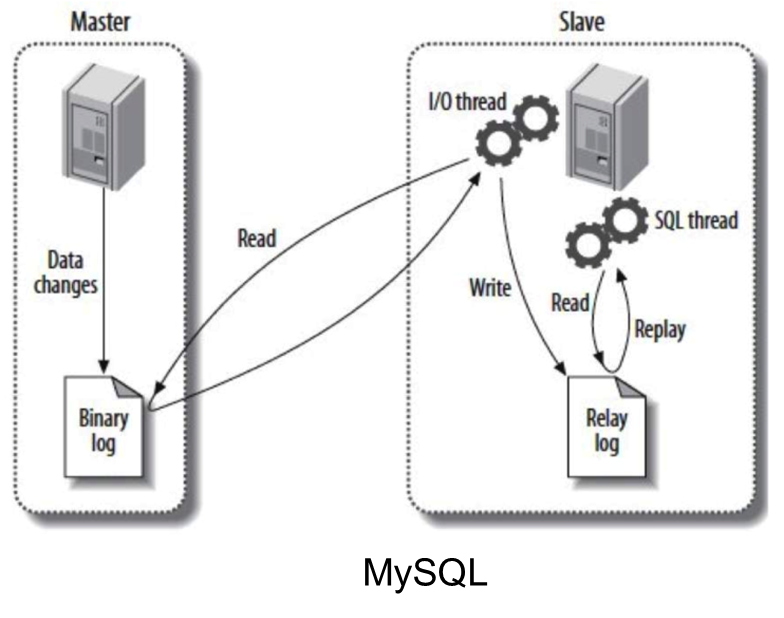 Master
Slave
I/O thread
SQL thread
Read
Data
changes
Write
Read
Replay
Binary
log
Relay
log
MySQL